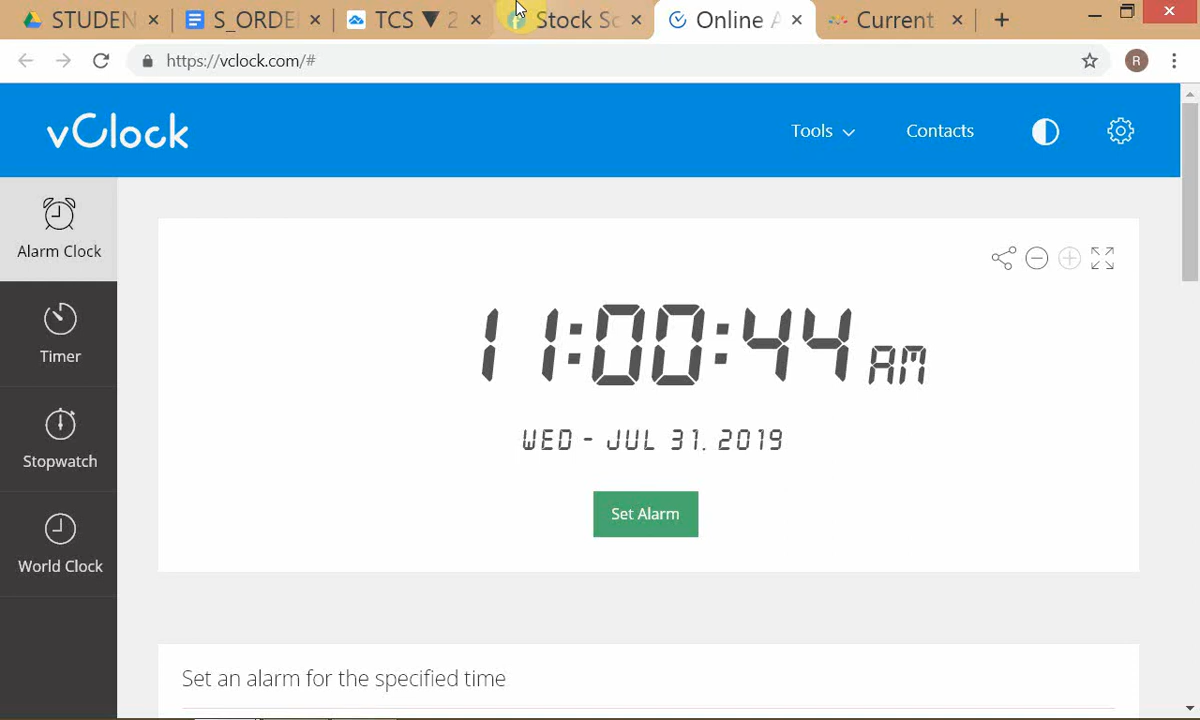 STUDEN
S_ORDE
TCS ▼ 2
Stock Sc
Online A
Current
https://vclock.com/#
R
vClock
Tools
Contacts
Alarm Clock
Timer
Stopwatch
World Clock
11:00:44 AM
WED - JUL 31, 2019
Set Alarm
Set an alarm for the specified time